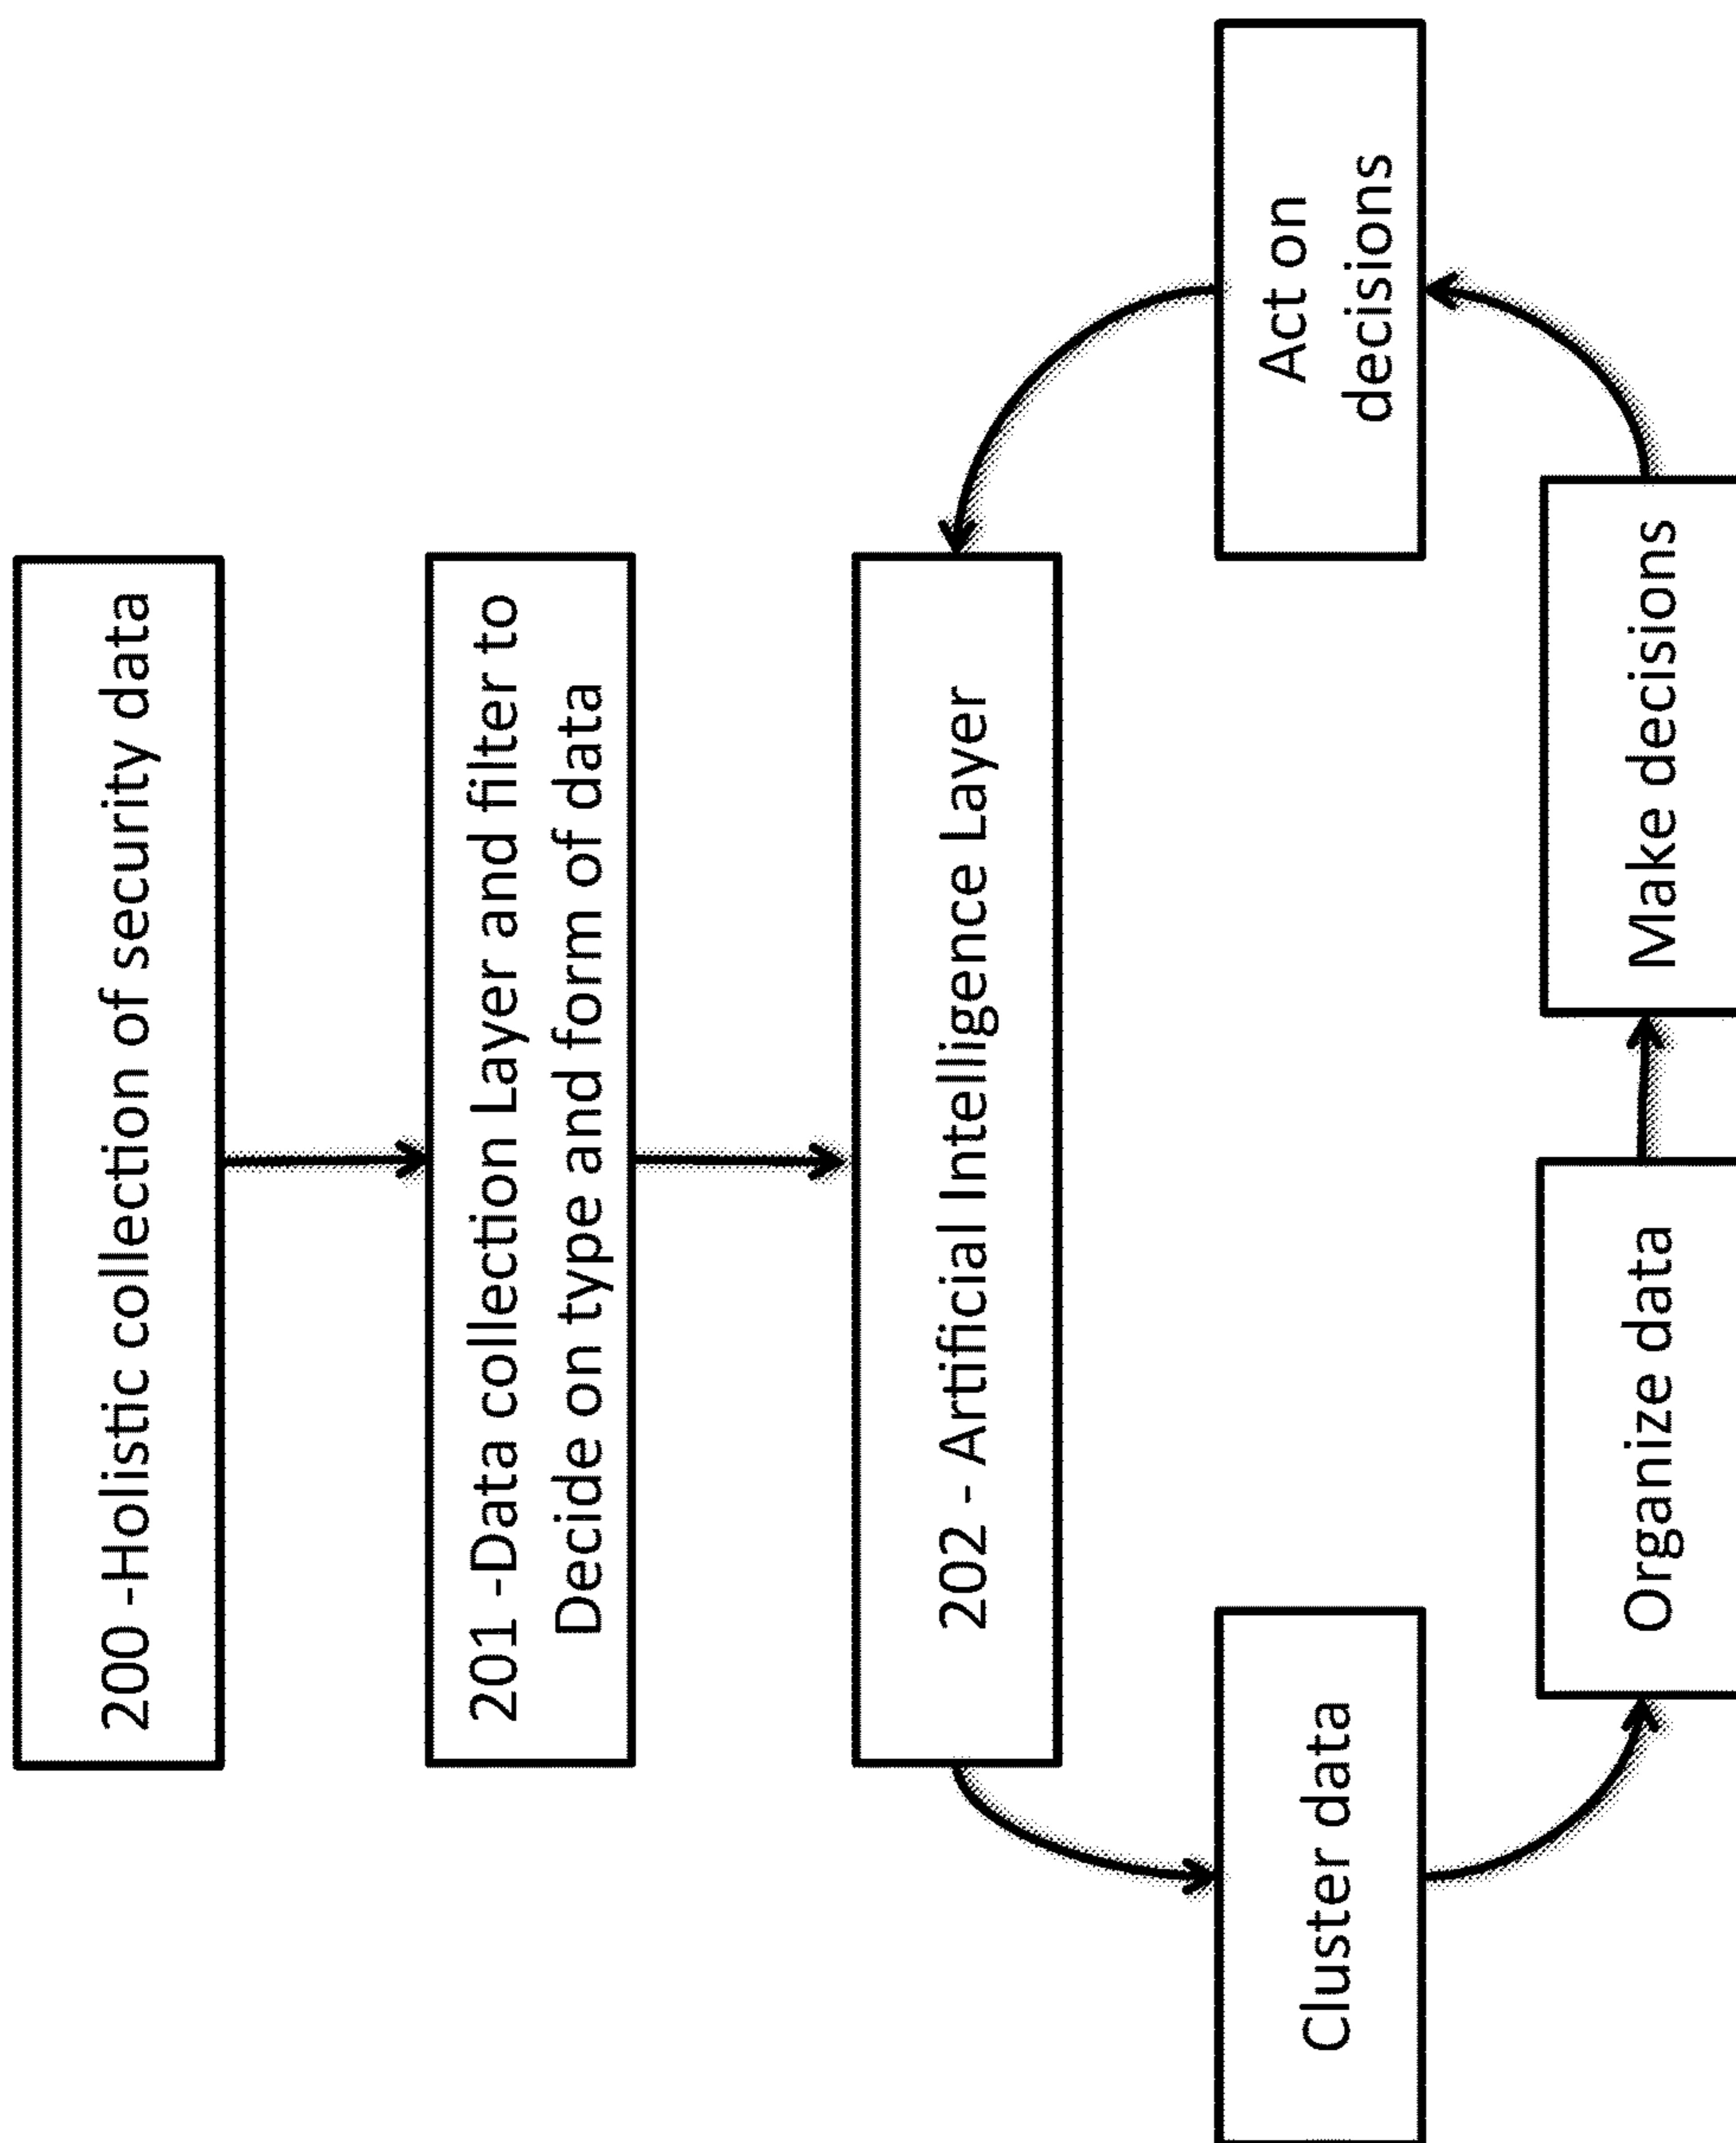 200 -Holistic collection of security data
201 -Data collection Layer and filter to
Decide on type and form of data
202 - Artificial Intelligence Layer
Cluster data
Organize data
Make decisions
Act on
decisions